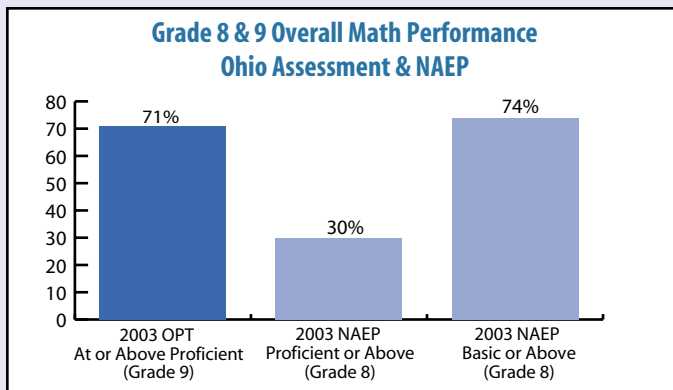 Grade 8 & 9 Overall Math Performance
Ohio Assessment & NAEP
80
70
60
50
40
30
20
10
0
71%
30%
74%
2003 OPT
At or Above Proficient
(Grade 9)
2003 NAEP
Proficient or Above
(Grade 8)
2003 NAEP
Basic or Above
(Grade 8)